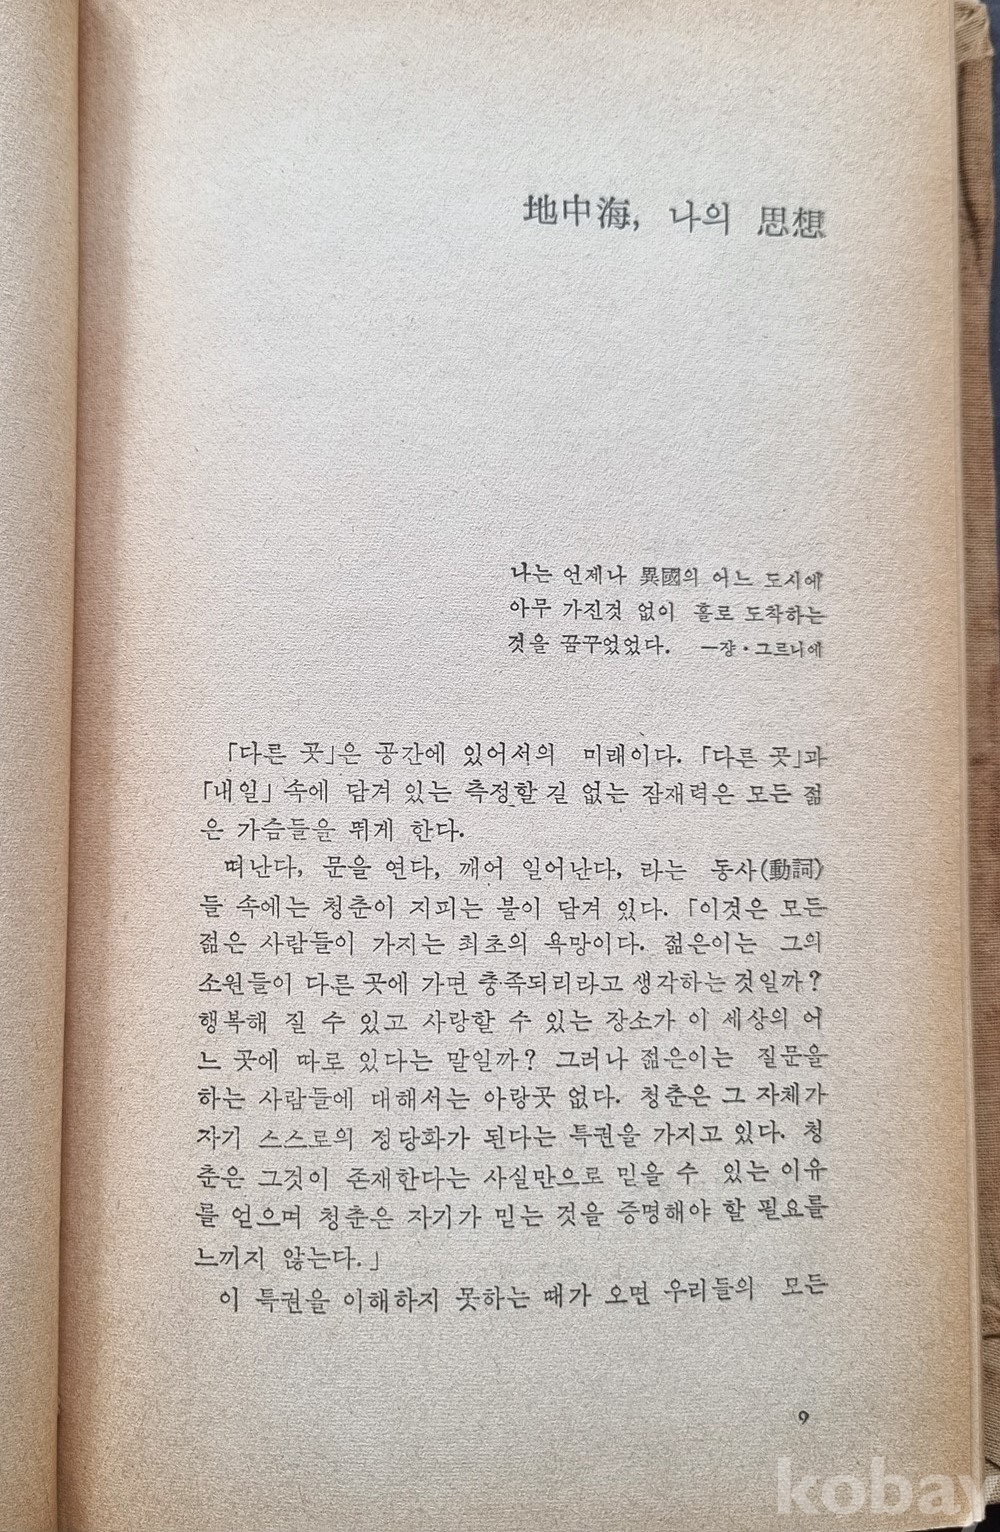 地中海, 나의 思想
나는 언제나 異國의 어느 도시에
아무 가진것 없이 홀로 도착하는
것을 꿈꾸었었다. —쟝·그르니에
「다른 곳」은 공간에 있어서의 미래이다. 「다른 곳」과
「내일」 속에 담겨 있는 측정할 길 없는 잠재력은 모든 젊
은 가슴들을 뛰게 한다.
떠난다, 문을 연다, 깨어 일어난다, 라는 동사(動詞)
들 속에는 청춘이 지피는 불이 담겨 있다. 「이것은 모든
젊은 사람들이 가지는 최초의 욕망이다. 젊은이는 그의
소원들이 다른 곳에 가면 충족되리라고 생각하는 것일까?
행복해 질 수 있고 사랑할 수 있는 장소가 이 세상의 어
느 곳에 따로 있다는 말일까? 그러나 젊은이는 질문을
하는 사람들에 대해서는 아랑곳 없다. 청춘은 그 자체가
자기 스스로의 정당화가 된다는 특권을 가지고 있다. 청
춘은 그것이 존재한다는 사실만으로 믿을 수 있는 이유
를 얻으며 청춘은 자기가 믿는 것을 증명해야 할 필요를
느끼지 않는다.」
이 특권을 이해하지 못하는 때가 오면 우리들의 모든
9
kobay